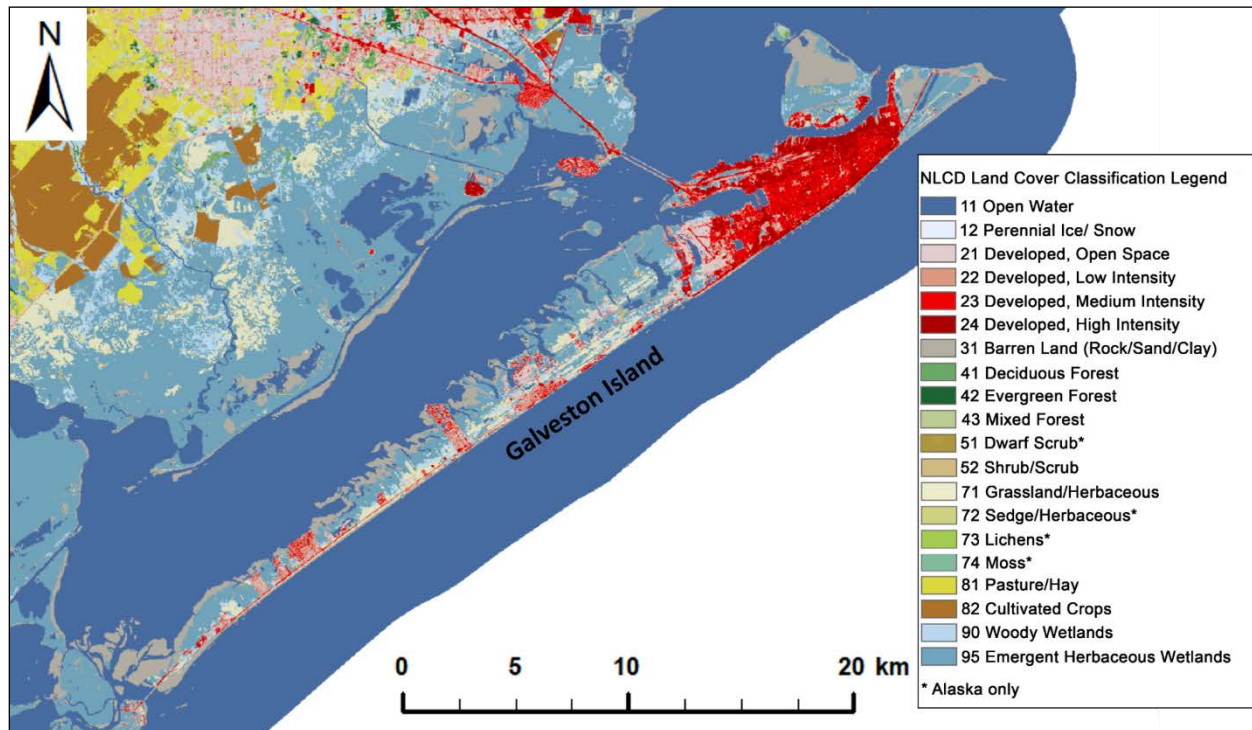 N
NLCD Land Cover Classification Legend
11 Open Water
12 Perennial Ice/ Snow
21 Developed, Open Space
22 Developed, Low Intensity
23 Developed, Medium Intensity
24 Developed, High Intensity
31 Barren Land (Rock/Sand/Clay)
41 Deciduous Forest
42 Evergreen Forest
43 Mixed Forest
51 Dwarf Scrub*
52 Shrub/Scrub
71 Grassland/Herbaceous
72 Sedge/Herbaceous*
73 Lichens*
74 Moss*
81 Pasture/Hay
82 Cultivated Crops
90 Woody Wetlands
95 Emergent Herbaceous Wetlands
* Alaska only
Galveston Island
0 5 10 20 km